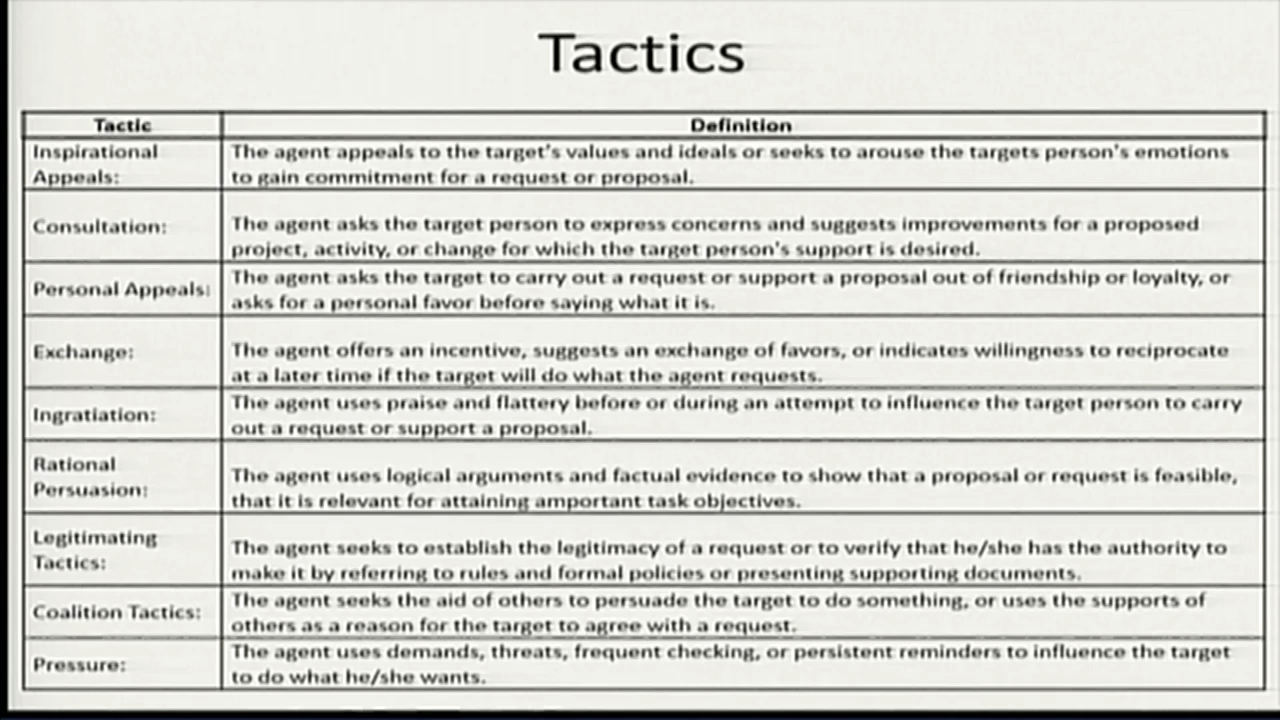 Tactics
Tactic Definition
Inspirational
Appeals:
The agent appeals to the target's values and ideals or seeks to arouse the targets person's emotions
to gain commitment for a request or proposal.
Consultation:
The agent asks the target person to express concerns and suggests improvements for a proposed
project, activity, or change for which the target person's support is desired.
Personal Appeals:
The agent asks the target to carry out a request or support a proposal out of friendship or loyalty, or
asks for a personal favor before saying what it is.
Exchange:
The agent offers an incentive, suggests an exchange of favors, or indicates willingness to reciprocate
at a later time if the target will do what the agent requests.
Ingratiation:
The agent uses praise and flattery before or during an attempt to influence the target person to carry
out a request or support a proposal.
Rational
Persuasion:
The agent uses logical arguments and factual evidence to show that a proposal or request is feasible,
that it is relevant for attaining amportant task objectives.
Legitimating
Tactics:
The agent seeks to establish the legitimacy of a request or to verify that he/she has the authority to
make it by referring to rules and formal policies or presenting supporting documents.
Coalition Tactics:
The agent seeks the aid of others to persuade the target to do something, or uses the supports of
others as a reason for the target to agree with a request.
Pressure:
The agent uses demands, threats, frequent checking, or persistent reminders to influence the target
to do what he/she wants.